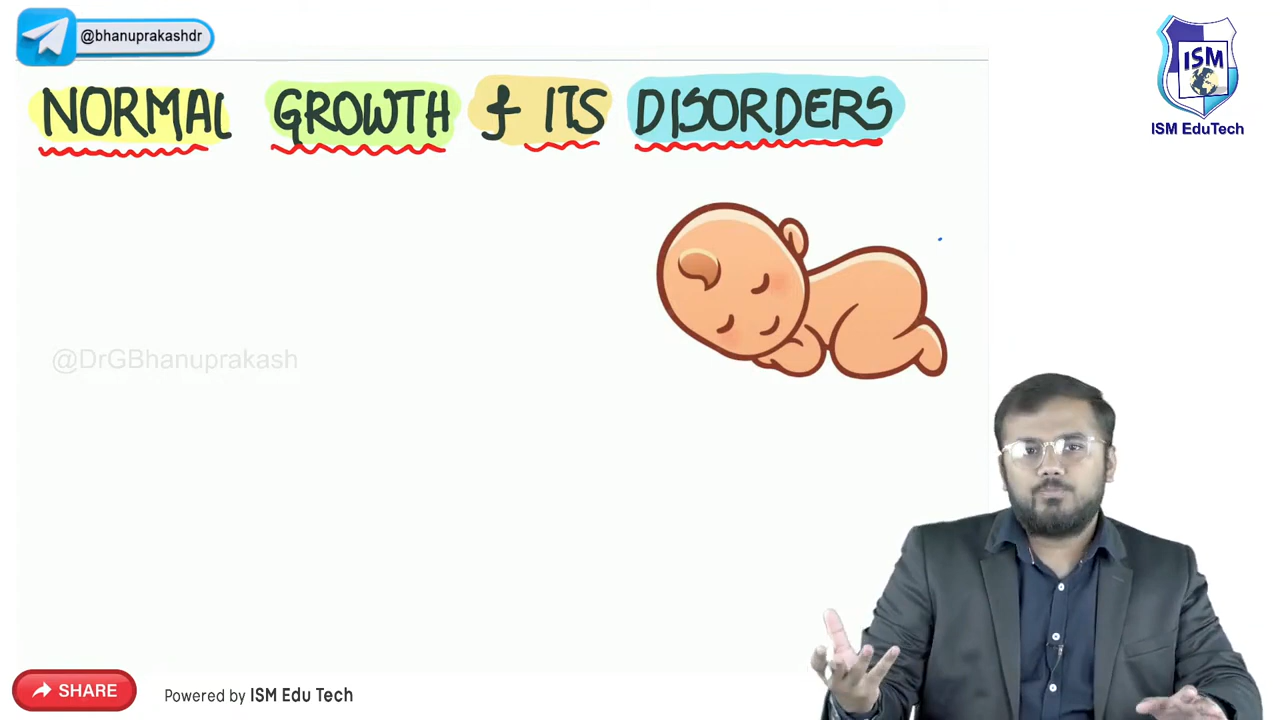 @bhanuprakashdr
NORMAL GROWTH & ITS DISORDERS
ISM
ISM EduTech
@DrGBhanuprakash
SHARE
Powered by ISM Edu Tech